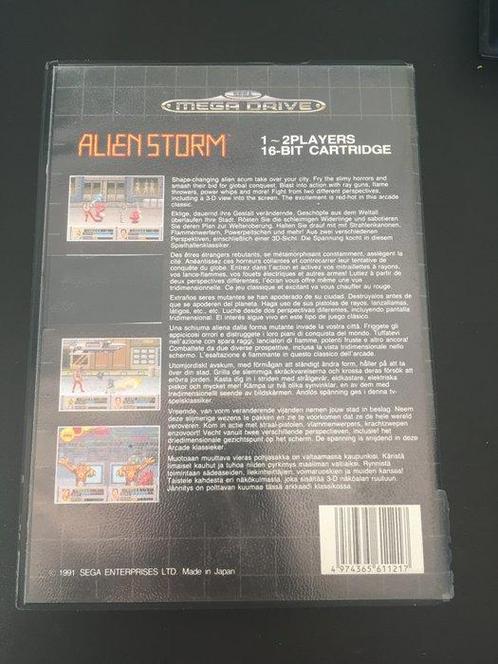 SEGA
MEGA DRIVE
ALIEN STORM
1~2PLAYERS
16-BIT CARTRIDGE
Shape-changing alien scum take over your city. Fry the slimy horrors and
smash their bid for global conquest. Blast into action with ray guns, flame
throwers, power whips and more! Fight from two different perspectives,
including a 3-D view into the screen. The excitement is red-hot in this arcade
classic.
Eklige, dauernd ihre Gestalt verändernde, Geschöpfe aus dem Weltall
überlaufen Ihre Stadt. Rösten Sie die schleimigen Widerlinge und sabotieren
Sie deren Plan zur Welteroberung. Halten Sie drauf mit Strahlenkanonen,
Flammenwerfern, Powerpeitschen und mehr! Aus zwei verschiedenen
Perspektiven, einschließlich einer 3D-Sicht. Die Spannung kocht in diesem
Spielhallenklassiker.
Des êtres étranges rebutants, se métamorphisant constamment, assiègent la
cité. Anéantissez ces horreurs collantes et contrecarrer leur tentative de
conquête du globe. Entrez dans l'action et activez vos mitrailettes à rayons,
vos lance-flammes, vos fouets électriques et autres armes! Luttez à partir de
deux perspectives différentes; l'écran vous offre même une vue
tridimensionnelle. Ce jeu classique et excitant va vous chauffer au rouge.
Extraños seres mutantes se han apoderado de su ciudad. Destruyalos antes de
que se apoderen del planeta. Haga uso de sus pistolas de rayos, lanzallamas,
látigos, etc., etc. Luche desde dos perspectivas diferentes, incluyendo pantalla
tridimensional. El interés sigue vivo en este tipo de juego clásico.
Una schiuma alien dalla forma mutante invade la vostra città. Friggete gli
appiccicosi orrori e distruggete i loro piani di conquista del mondo. Tuffatevi
nell'azione con spara raggi, lanciatori di fiamme, potenti fruste e altro ancora!
Combattete da due diverse prospettive, inclusa la vista tridimensionale nello
schermo. L'esaltazione è fiammante in questo classico dell'arcade.
Utomjordiskt avskum, med förmågan att ständigt ändra form, håller på att ta
över din stad. Grilla de slemmiga skräckvarelserna och krossa deras försök att
erövra jorden. Kasta dig in i striden med strålgevär, eldkastare, elektriska
piskor och mycket mer! Kämpa ur två olika synvinklar, en av dem med
tredimensionellt seende av bildskärmen. Andlös spänning ges i denna tv-
spelsklassiker.
Vreemde, van vorm veranderende vijanden nemen jouw stad in beslag. Neem
deze slijmerige wezens te pakken en zie te voorkomen dat ze de hele wereld
veroveren. Kom in actie met straal-pistolen, vlammenwerpers, krachtzwepen
enzovoort! Vecht vanuit twee verschillende perspectieven, inclusief het
driedimensionale gezichtspunt op het scherm. De spanning is snijdend in deze
Arcade klassieker.
Muotoaan muuttava vieras pohjasakka on valtaamassa kaupunkisi. Käristä
limaiset kauhut ja tuhoa niiden pyrkimys maailman valtiaiksi. Rynnistä
toimintaan sädeaseiden, liekinheittäjien, voimaruoskien ja muiden kanssa!
Taistele kahdesta eri näkökulmasta, joka sisältää 3-D näköalan ruutuun.
Jännitys on polttavan kuumaa tässä arkkaadi klassikossa.
© 1991 SEGA ENTERPRISES LTD. Made in Japan
4 974365 611217